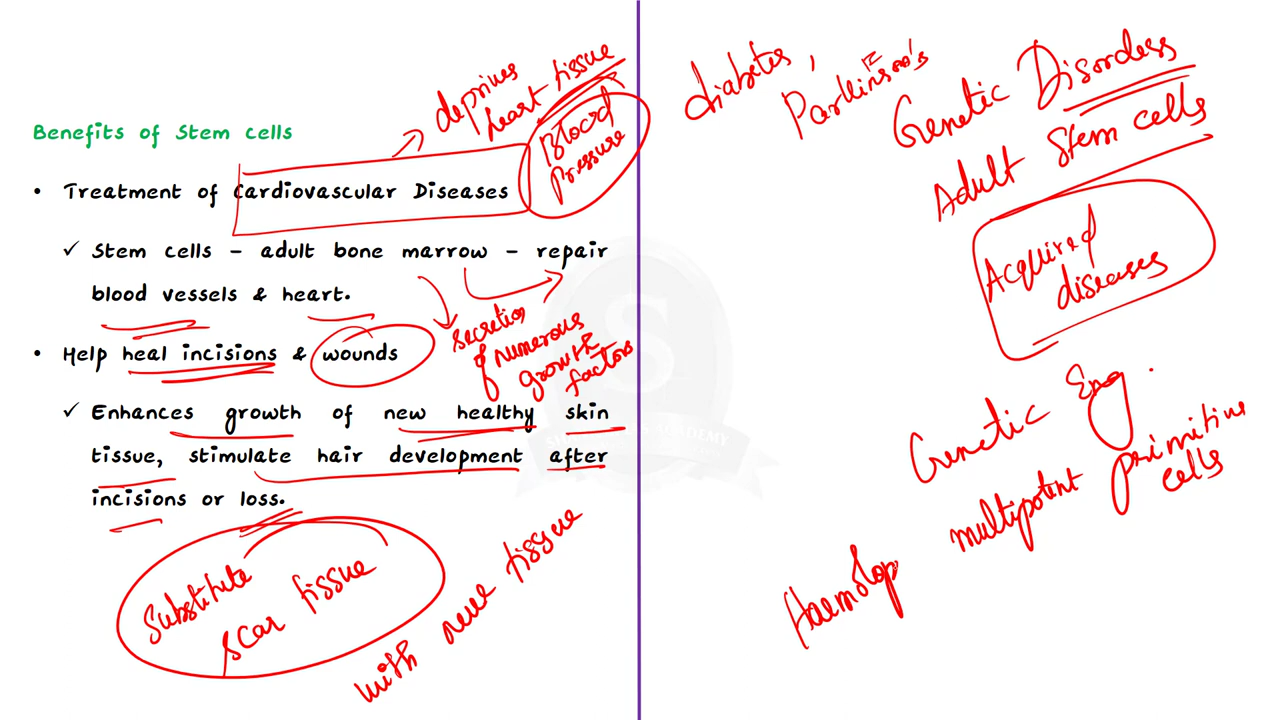 Benefits of Stem cells
• Treatment of Cardiovascular Diseases
✓ Stem cells – adult bone marrow – repair
blood vessels & heart.
• Help heal incisions & wounds
✓ Enhances growth of new healthy skin
tissue, stimulate hair development after
incisions or loss.
deprives
heart tissue
Blood
Pressure
secretion
of numerous
growth
factors
Substitute
scar tissue
with new tissue
diabetes,
Parkinson's
Genetic Disorders
Adult Stem cells
Acquired
diseases
Genetic Eng.
multipotent primitive
cells
Haemotop